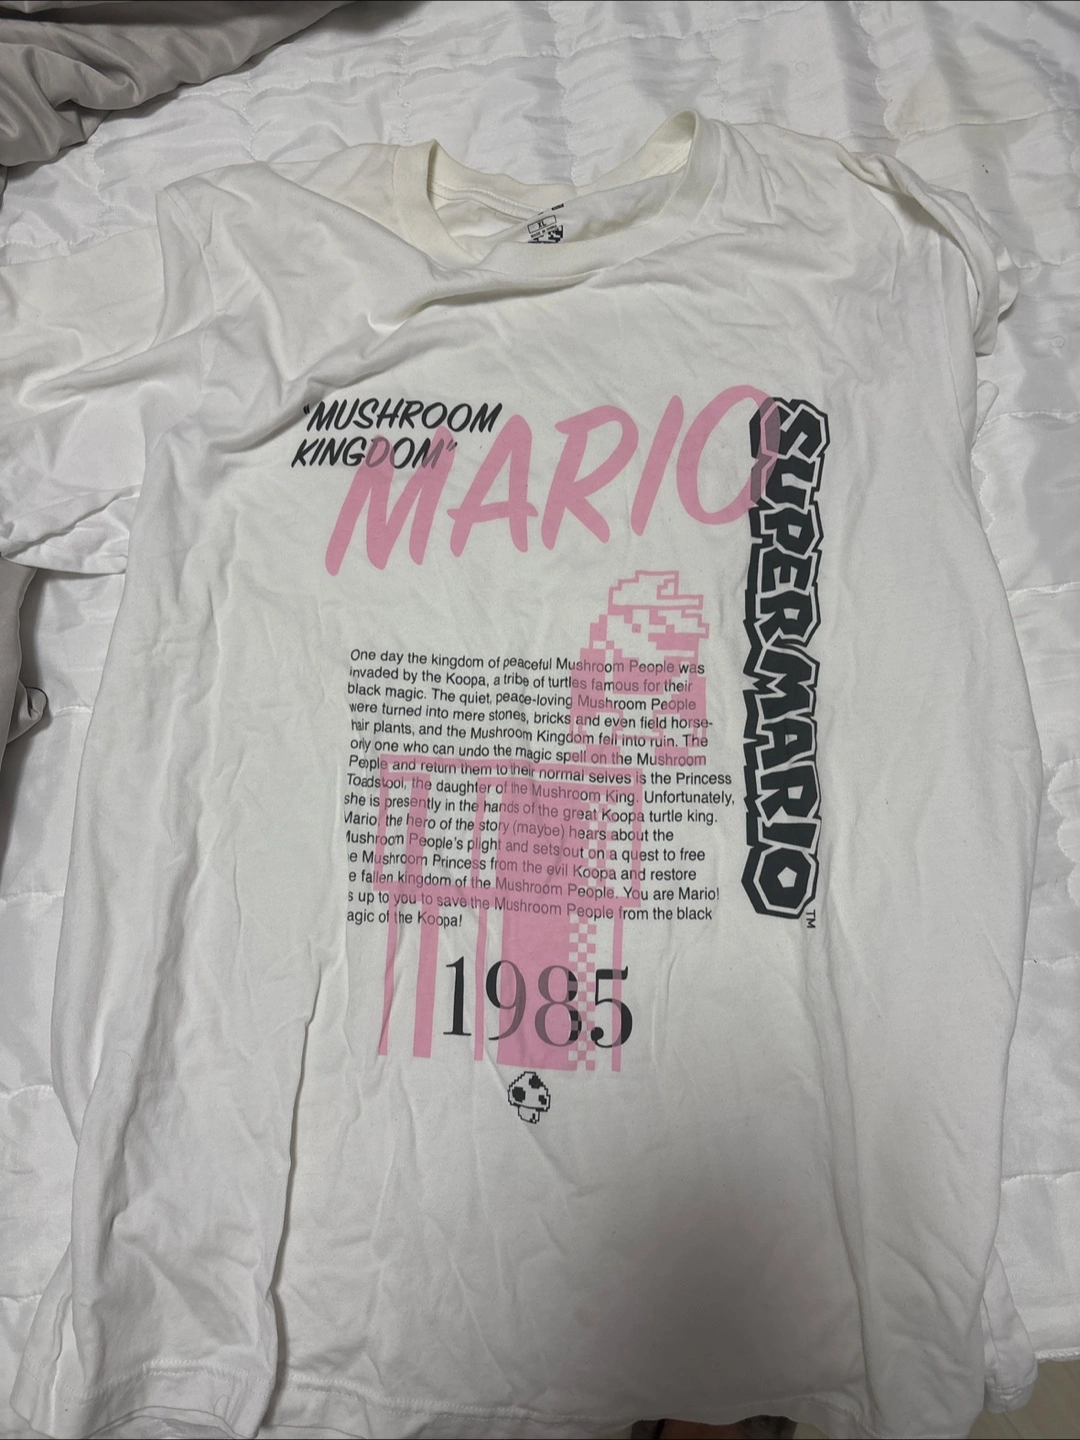 XL
"MUSHROOM
KINGDOM"
MARIO
SUPER MARIO
TM
One day the kingdom of peaceful Mushroom People was
invaded by the Koopa, a tribe of turtles famous for their
black magic. The quiet, peace-loving Mushroom People
were turned into mere stones, bricks and even field horse-
hair plants, and the Mushroom Kingdom fell into ruin. The
only one who can undo the magic spell on the Mushroom
People and return them to their normal selves is the Princess
Toadstool, the daughter of the Mushroom King. Unfortunately,
she is presently in the hands of the great Koopa turtle king.
Mario, the hero of the story (maybe) hears about the
Mushroom People's plight and sets out on a quest to free
e Mushroom Princess from the evil Koopa and restore
e fallen kingdom of the Mushroom People. You are Mario!
s up to you to save the Mushroom People from the black
agic of the Koopa!
1985